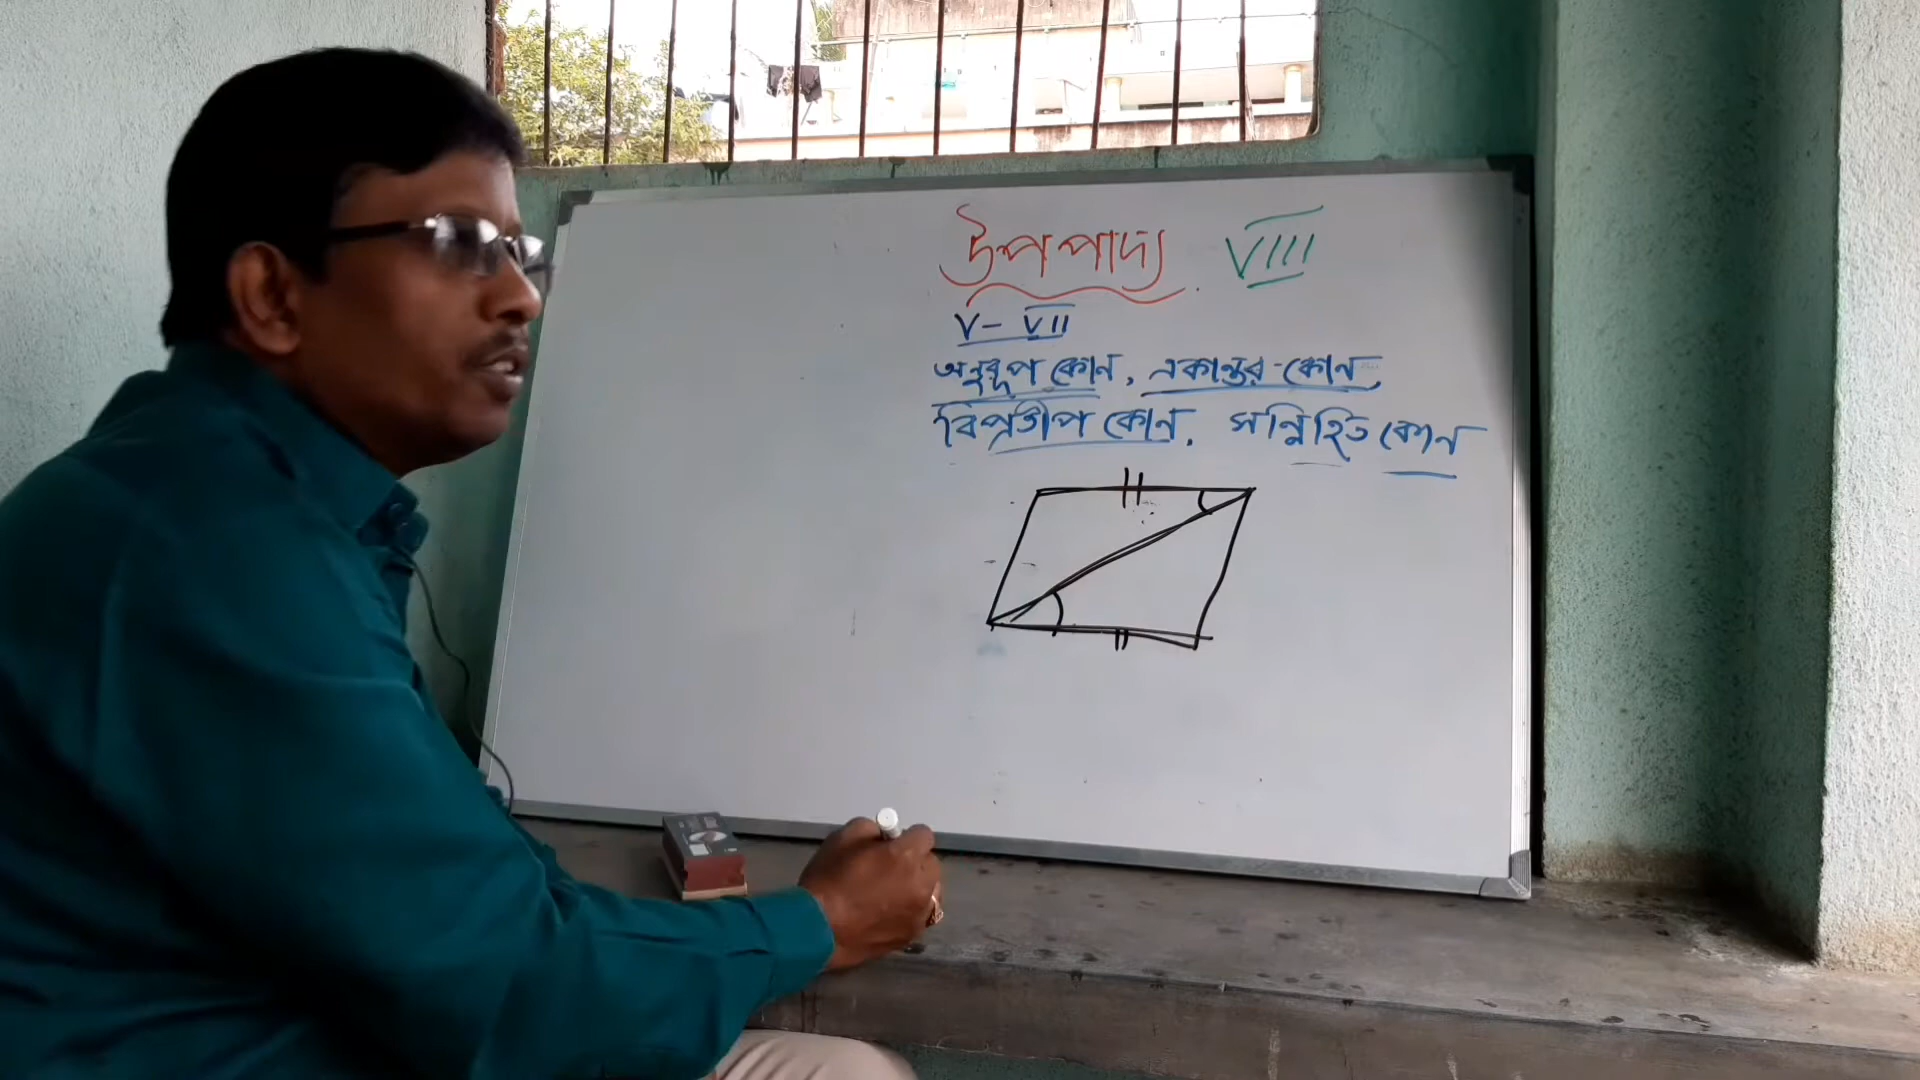 উপপাদ্য. VIII
V - VII
অনুরূপ কোন, একান্তর-কোন,
বিপ্রতীপ কোন, সন্নিহিত কোন